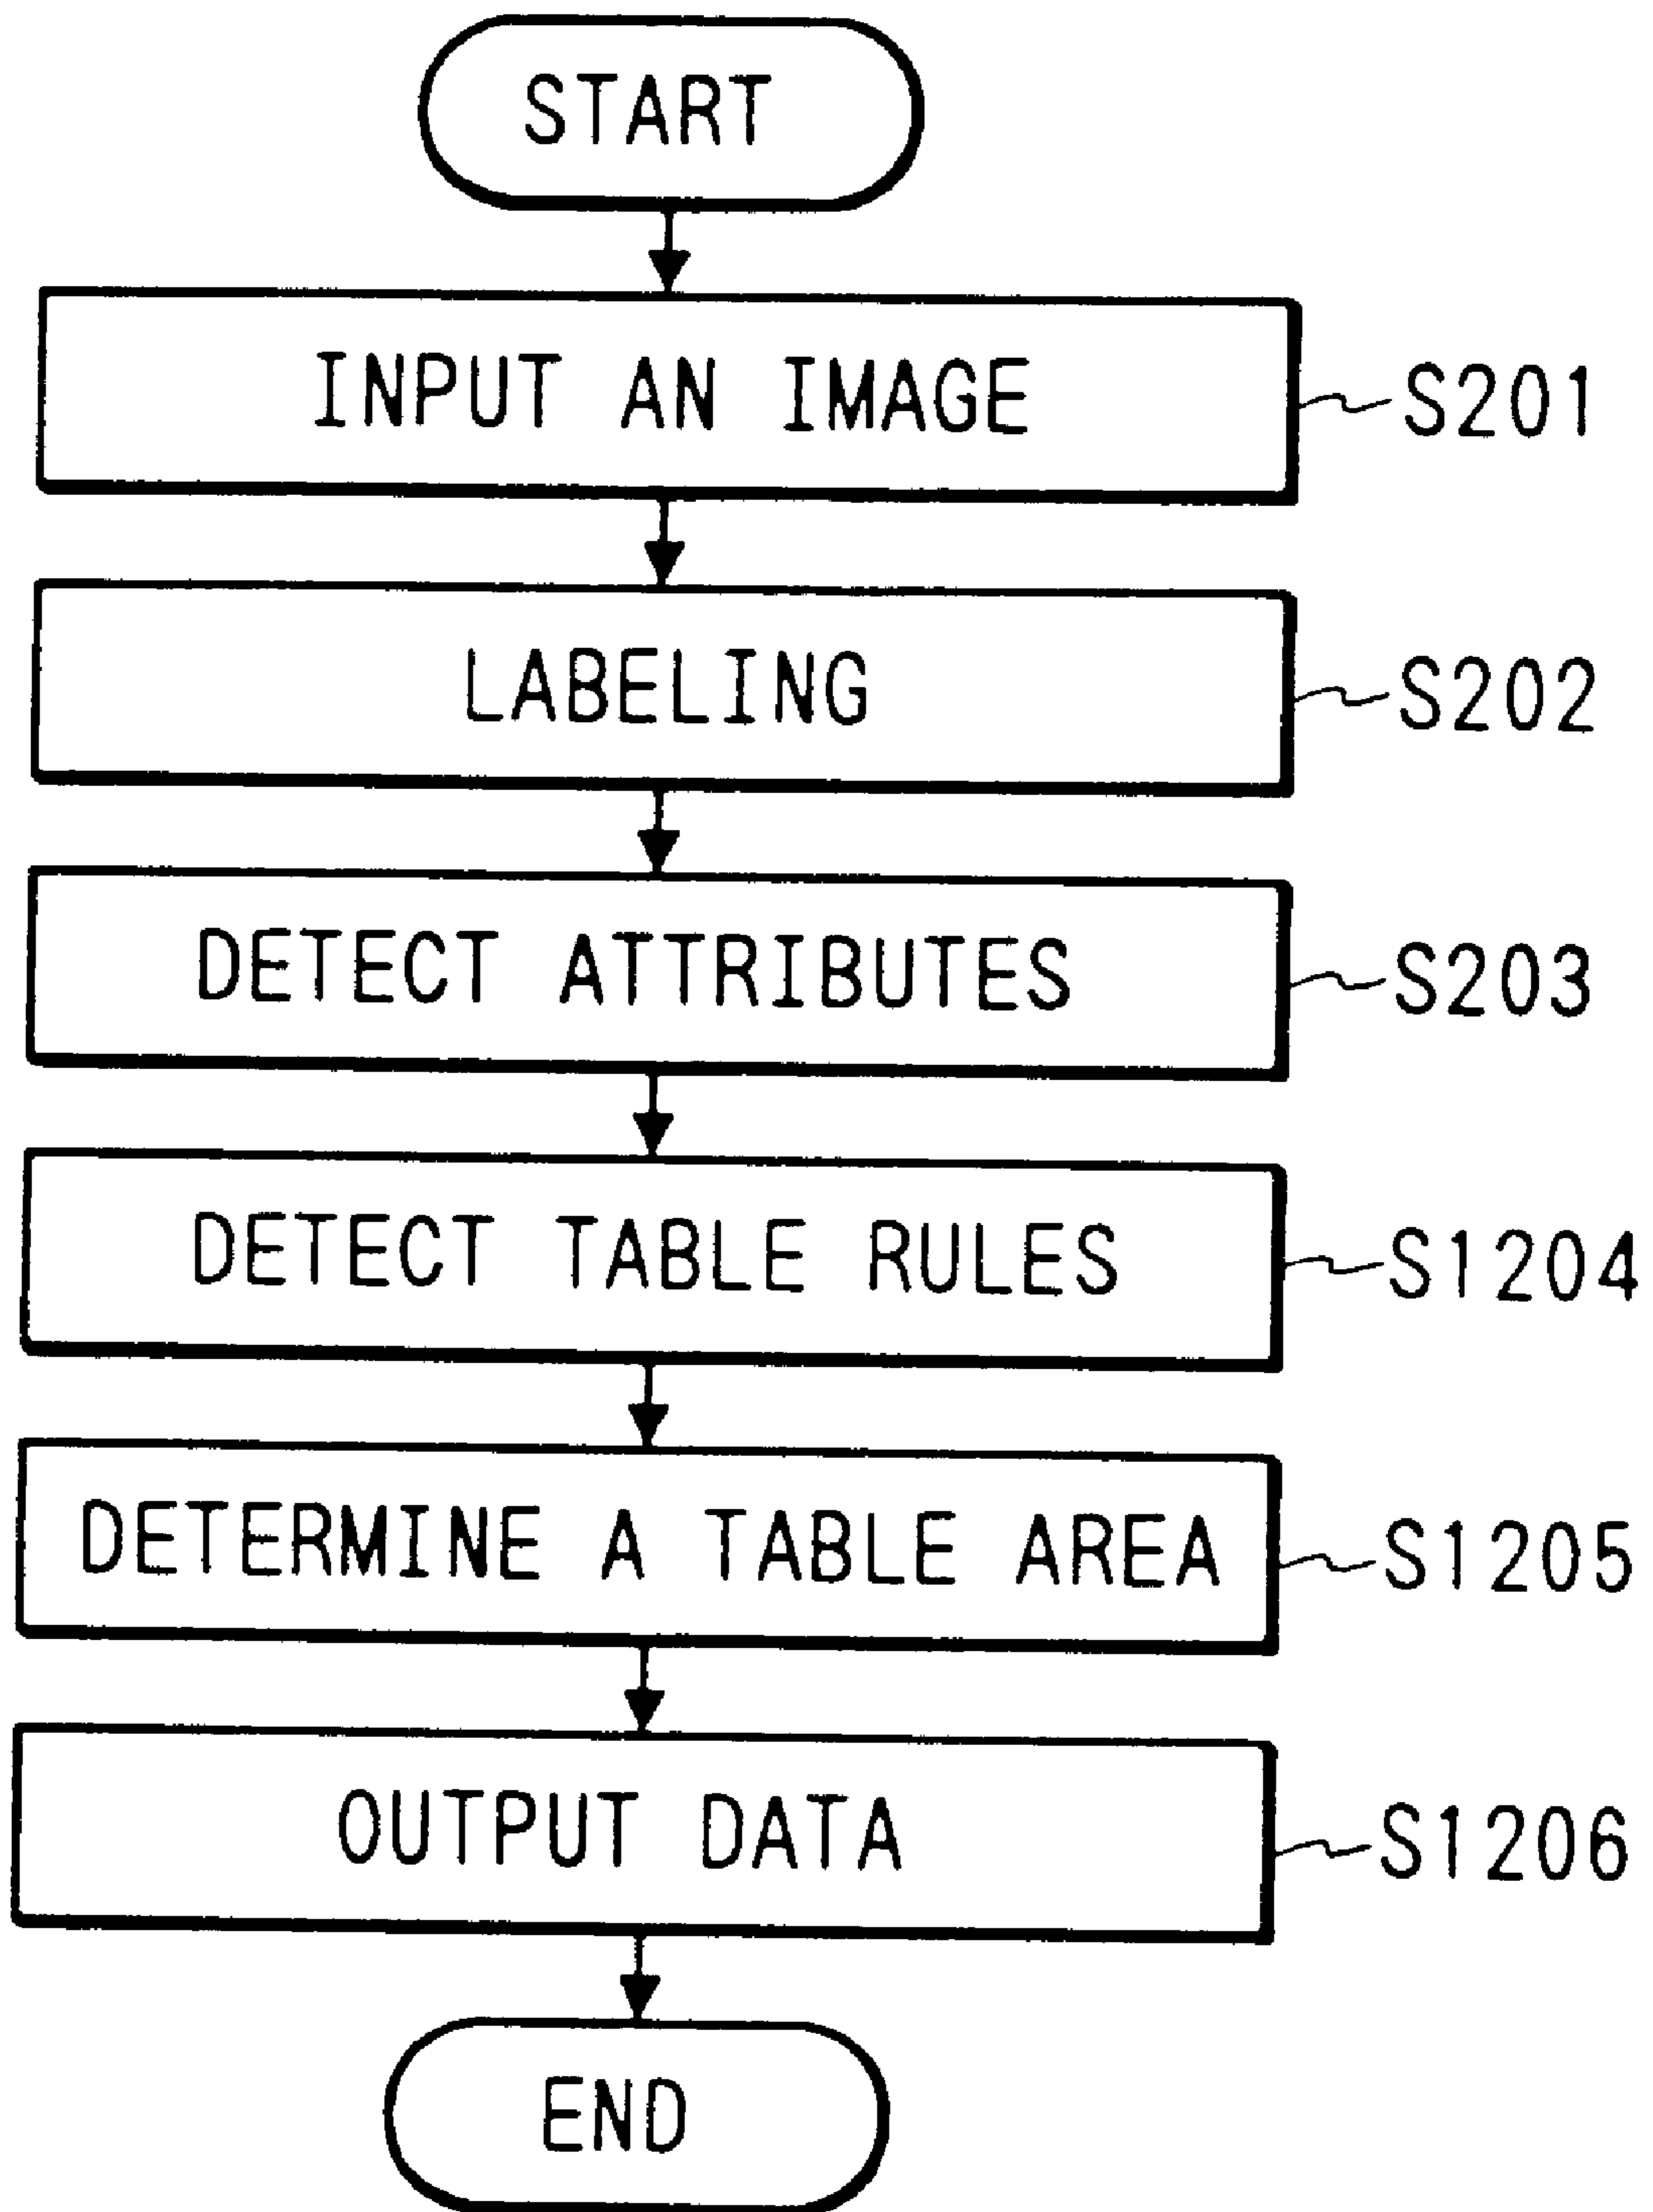 START
INPUT AN IMAGE
S201
LABELING
S202
DETECT ATTRIBUTES
S203
DETECT TABLE RULES
S1204
DETERMINE A TABLE AREA
S1205
OUTPUT DATA
S1206
END